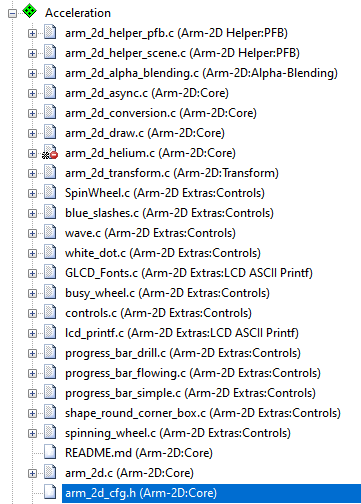 Acceleration
arm_2d_helper_pfb.c (Arm-2D Helper:PFB)
arm_2d_helper_scene.c (Arm-2D Helper:PFB)
arm_2d_alpha_blending.c (Arm-2D:Alpha-Blending)
arm_2d_async.c (Arm-2D:Core)
arm_2d_conversion.c (Arm-2D:Core)
arm_2d_draw.c (Arm-2D:Core)
arm_2d_helium.c (Arm-2D:Core)
arm_2d_transform.c (Arm-2D:Transform)
SpinWheel.c (Arm-2D Extras:Controls)
blue_slashes.c (Arm-2D Extras:Controls)
wave.c (Arm-2D Extras:Controls)
white_dot.c (Arm-2D Extras:Controls)
GLCD_Fonts.c (Arm-2D Extras:LCD ASCII Printf)
busy_wheel.c (Arm-2D Extras:Controls)
controls.c (Arm-2D Extras:Controls)
lcd_printf.c (Arm-2D Extras:LCD ASCII Printf)
progress_bar_drill.c (Arm-2D Extras:Controls)
progress_bar_flowing.c (Arm-2D Extras:Controls)
progress_bar_simple.c (Arm-2D Extras:Controls)
shape_round_corner_box.c (Arm-2D Extras:Controls)
spinning_wheel.c (Arm-2D Extras:Controls)
README.md (Arm-2D:Core)
arm_2d.c (Arm-2D:Core)
arm_2d_cfg.h (Arm-2D:Core)